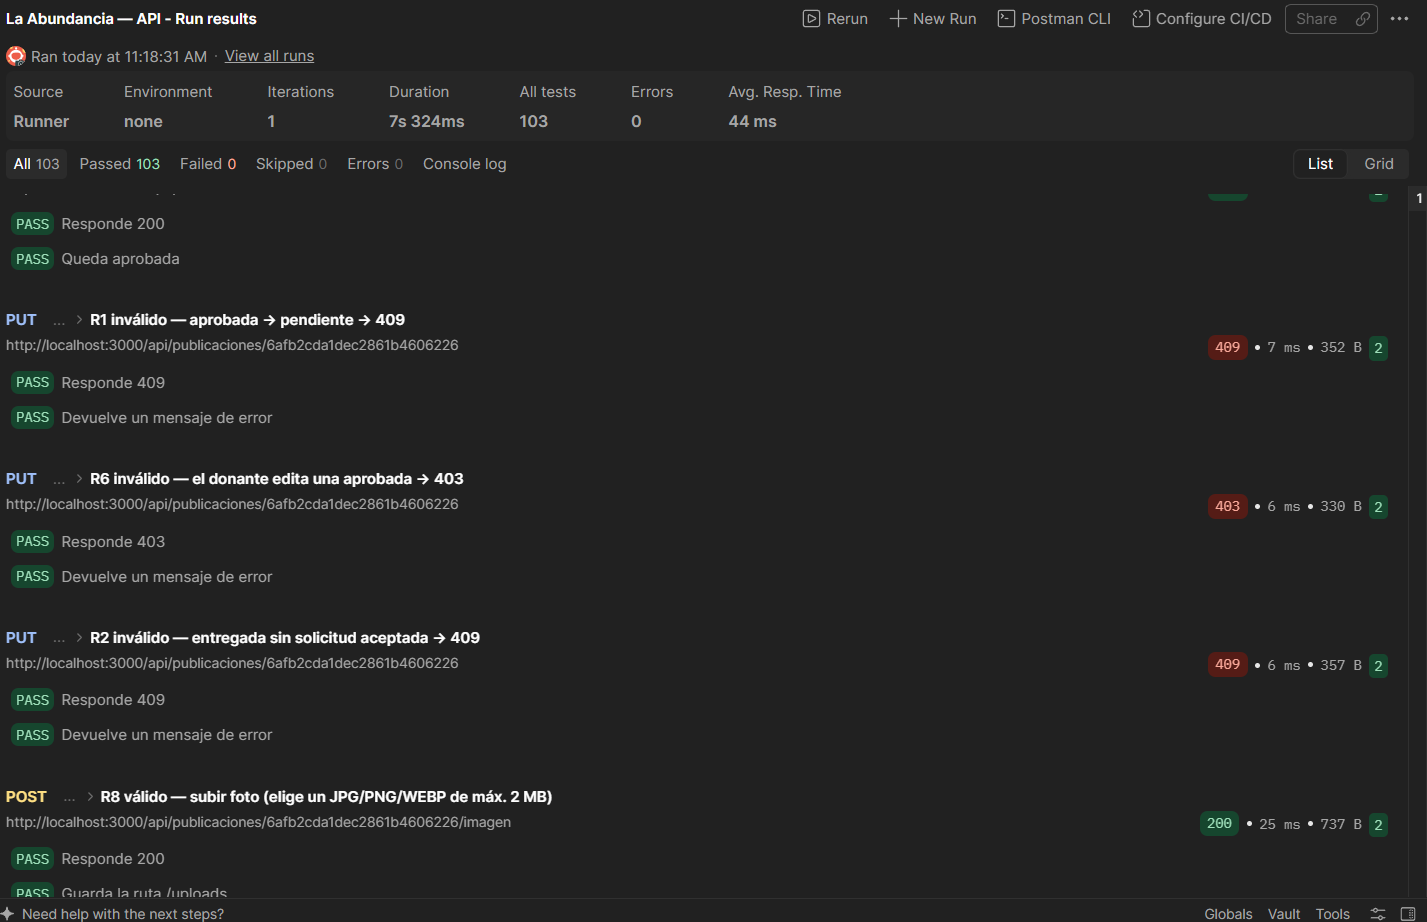 La Abundancia — API - Run results
Rerun New Run Postman CLI Configure CI/CD Share
Ran today at 11:18:31 AM · View all runs
Source Environment Iterations Duration All tests Errors Avg. Resp. Time
Runner none 1 7s 324ms 103 0 44 ms
All 103 Passed 103 Failed 0 Skipped 0 Errors 0 Console log List Grid
1
PASS Responde 200
PASS Queda aprobada
PUT ... > R1 inválido — aprobada → pendiente → 409
http://localhost:3000/api/publicaciones/6afb2cda1dec2861b4606226
409 • 7 ms • 352 B 2
PASS Responde 409
PASS Devuelve un mensaje de error
PUT ... > R6 inválido — el donante edita una aprobada → 403
http://localhost:3000/api/publicaciones/6afb2cda1dec2861b4606226
403 • 6 ms • 330 B 2
PASS Responde 403
PASS Devuelve un mensaje de error
PUT ... > R2 inválido — entregada sin solicitud aceptada → 409
http://localhost:3000/api/publicaciones/6afb2cda1dec2861b4606226
409 • 6 ms • 357 B 2
PASS Responde 409
PASS Devuelve un mensaje de error
POST ... > R8 válido — subir foto (elige un JPG/PNG/WEBP de máx. 2 MB)
http://localhost:3000/api/publicaciones/6afb2cda1dec2861b4606226/imagen
200 • 25 ms • 737 B 2
PASS Responde 200
PASS Guarda la ruta /uploads
Need help with the next steps? Globals Vault Tools